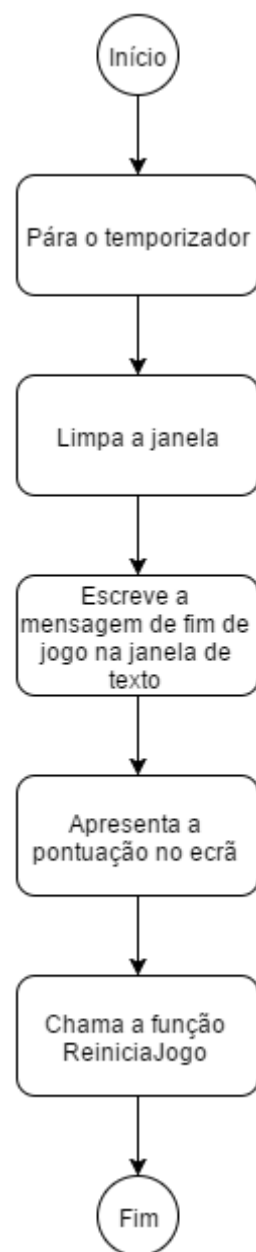 Início
Pára o temporizador
Limpa a janela
Escreve a
mensagem de fim de
jogo na janela de
texto
Apresenta a
pontuação no ecrã
Chama a função
ReiniciaJogo
Fim